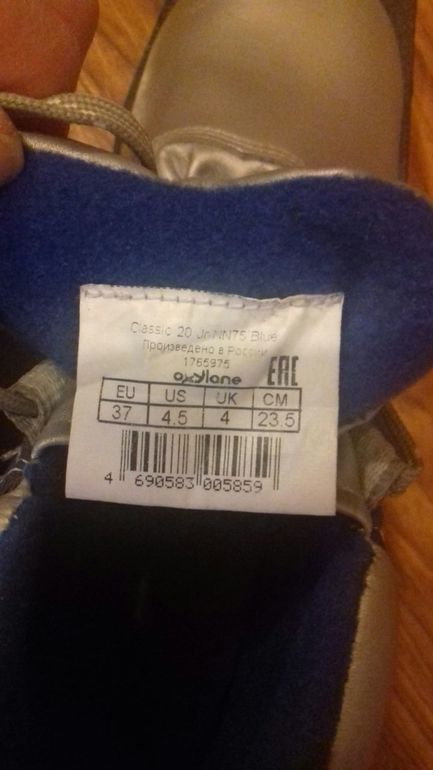 Classic 20 Jr NN75 Blue
Произведено в России
1765975
oxylane EAC
EU US UK CM
37 4.5 4 23.5
4 690583 005859